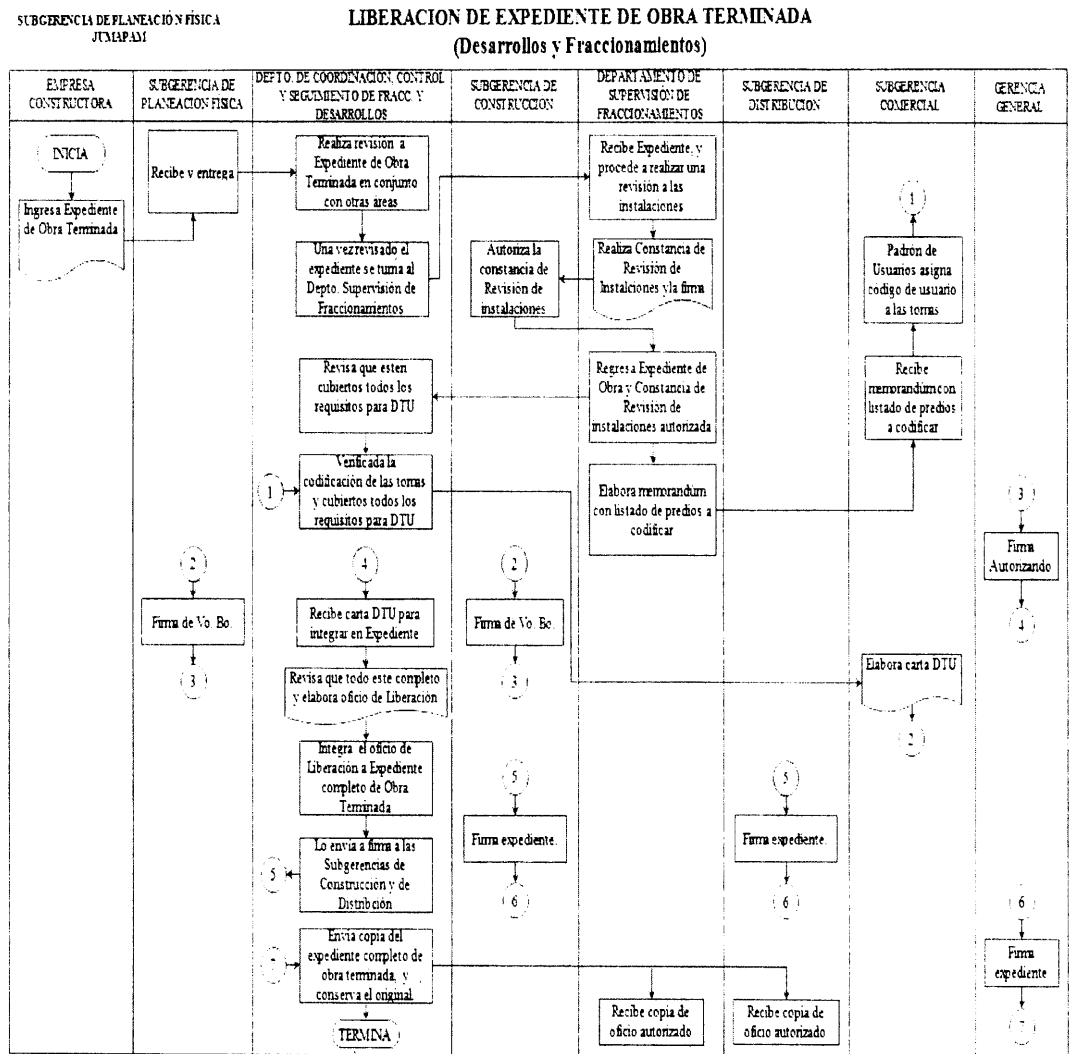 SUBGERENCIA DE PLANEACIÓN FÍSICA
JUMAPAM
LIBERACION DE EXPEDIENTE DE OBRA TERMINADA
(Desarrollos y Fraccionamientos)
EMPRESA
CONSTRUCTORA
SUBGERENCIA DE
PLANEACION FISICA
DEPTO. DE COORDINACION, CONTROL
Y SEGUIMIENTO DE FRACC. Y
DESARROLLOS
SUBGERENCIA DE
CONSTRUCCION
DEPARTAMENTO DE
SUPERVISIÓN DE
FRACCIONAMIENTOS
SUBGERENCIA DE
DISTRIBUCION
SUBGERENCIA
COMERCIAL
GERENCIA
GENERAL
INICIA
Ingresa Expediente
de Obra Terminada
Recibe y entrega
Realiza revisión a
Expediente de Obra
Terminada en conjunto
con otras áreas
Una vez revisado el
expediente se turna al
Depto. Supervisión de
Fraccionamientos
Recibe Expediente, y
procede a realizar una
revisión a las
instalaciones
Realiza Constancia de
Revisión de
Instalciones y la firma
Autoriza la
constancia de
Revisión de
instalaciones
Regresa Expediente de
Obra y Constancia de
Revisión de
instalaciones autorizada
Revisa que esten
cubiertos todos los
requisitos para DTU
Elabora memorandúm
con listado de predios a
codificar
Recibe
memorandúm con
listado de predios
a codificar
Padrón de
Usuarios asigna
código de usuario
a las tomas
1
1
Verificada la
codificación de las tomas
y cubiertos todos los
requisitos para DTU
Elabora carta DTU
2
2
Firma de Vo. Bo.
3
2
Firma de Vo. Bo.
3
3
Firma
Autorizando
4
4
Recibe carta DTU para
integrar en Expediente
Revisa que todo este completo
y elabora oficio de Liberación
Integra el oficio de
Liberación a Expediente
completo de Obra
Terminada
Lo envía a firma a las
Subgerencias de
Construcción y de
Distribción
5
5
Firma expediente.
6
5
Firma expediente.
6
6
Firma
expediente
7
7
Envía copia del
expediente completo de
obra terminada, y
conserva el original
Recibe copia de
oficio autorizado
Recibe copia de
oficio autorizado
TERMINA